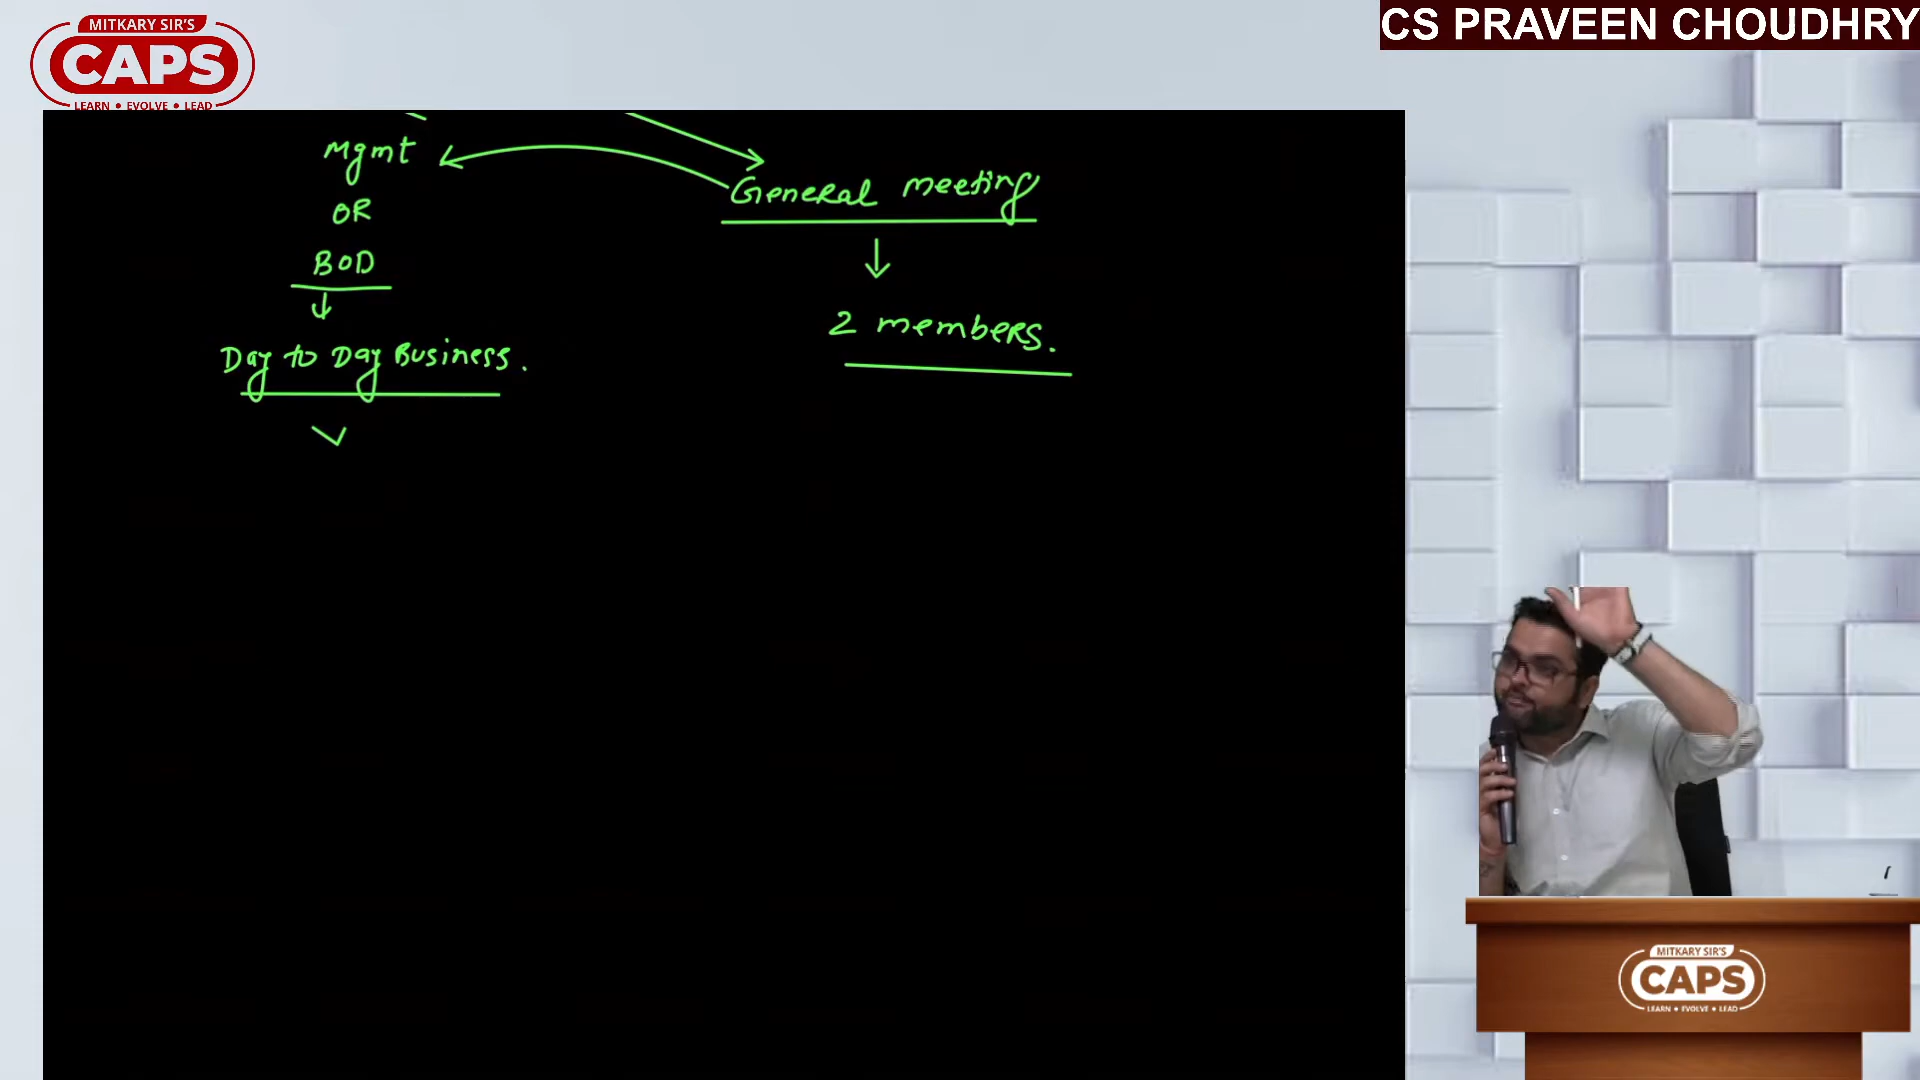 MITKARY SIR'S
CAPS
LEARN • EVOLVE • LEAD
CS PRAVEEN CHOUDHRY
Mgmt
OR
BOD
Day to Day Business.
General meeting
2 members.
MITKARY SIR'S
CAPS
LEARN • EVOLVE • LEAD